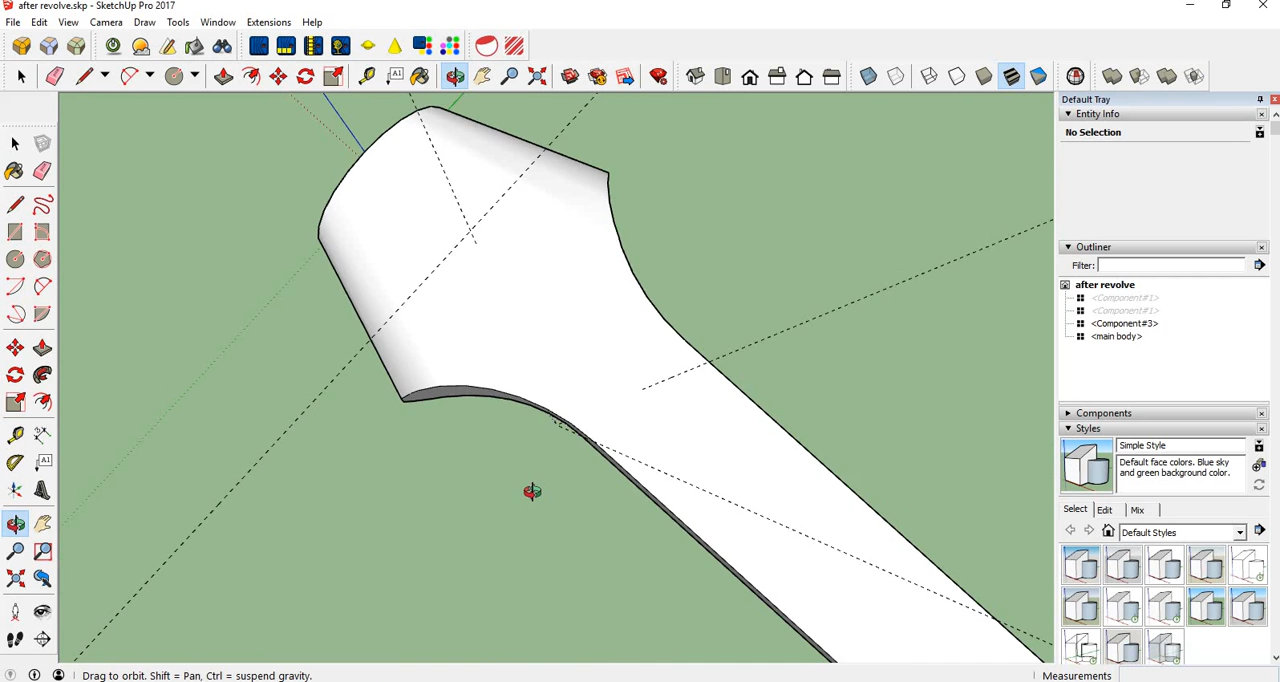 after revolve.skp - SketchUp Pro 2017
File Edit View Camera Draw Tools Window Extensions Help
A1
Default Tray
Entity Info
No Selection
Outliner
Filter:
after revolve
<Component#1>
<Component#1>
<Component#3>
<main body>
Components
Styles
Simple Style
Default face colors. Blue sky
and green background color.
Select Edit Mix
Default Styles
A1
Drag to orbit. Shift = Pan, Ctrl = suspend gravity.
Measurements